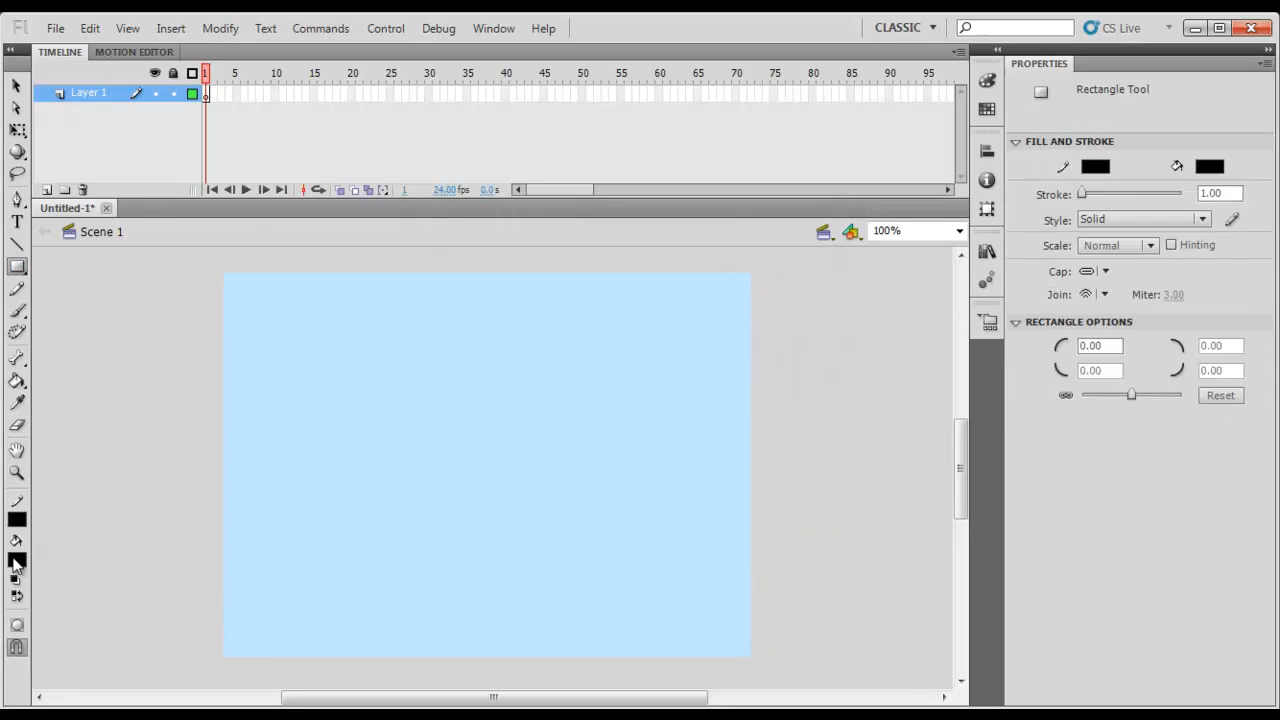 Fl File Edit View Insert Modify Text Commands Control Debug Window Help CLASSIC CS Live
TIMELINE MOTION EDITOR
1 5 10 15 20 25 30 35 40 45 50 55 60 65 70 75 80 85 90 95
Layer 1
1 24.00 fps 0.0 s
Untitled-1*
Scene 1 100%
PROPERTIES
Rectangle Tool
FILL AND STROKE
Stroke: 1.00
Style: Solid
Scale: Normal Hinting
Cap:
Join: Miter: 3.00
RECTANGLE OPTIONS
0.00 0.00
0.00 0.00
Reset